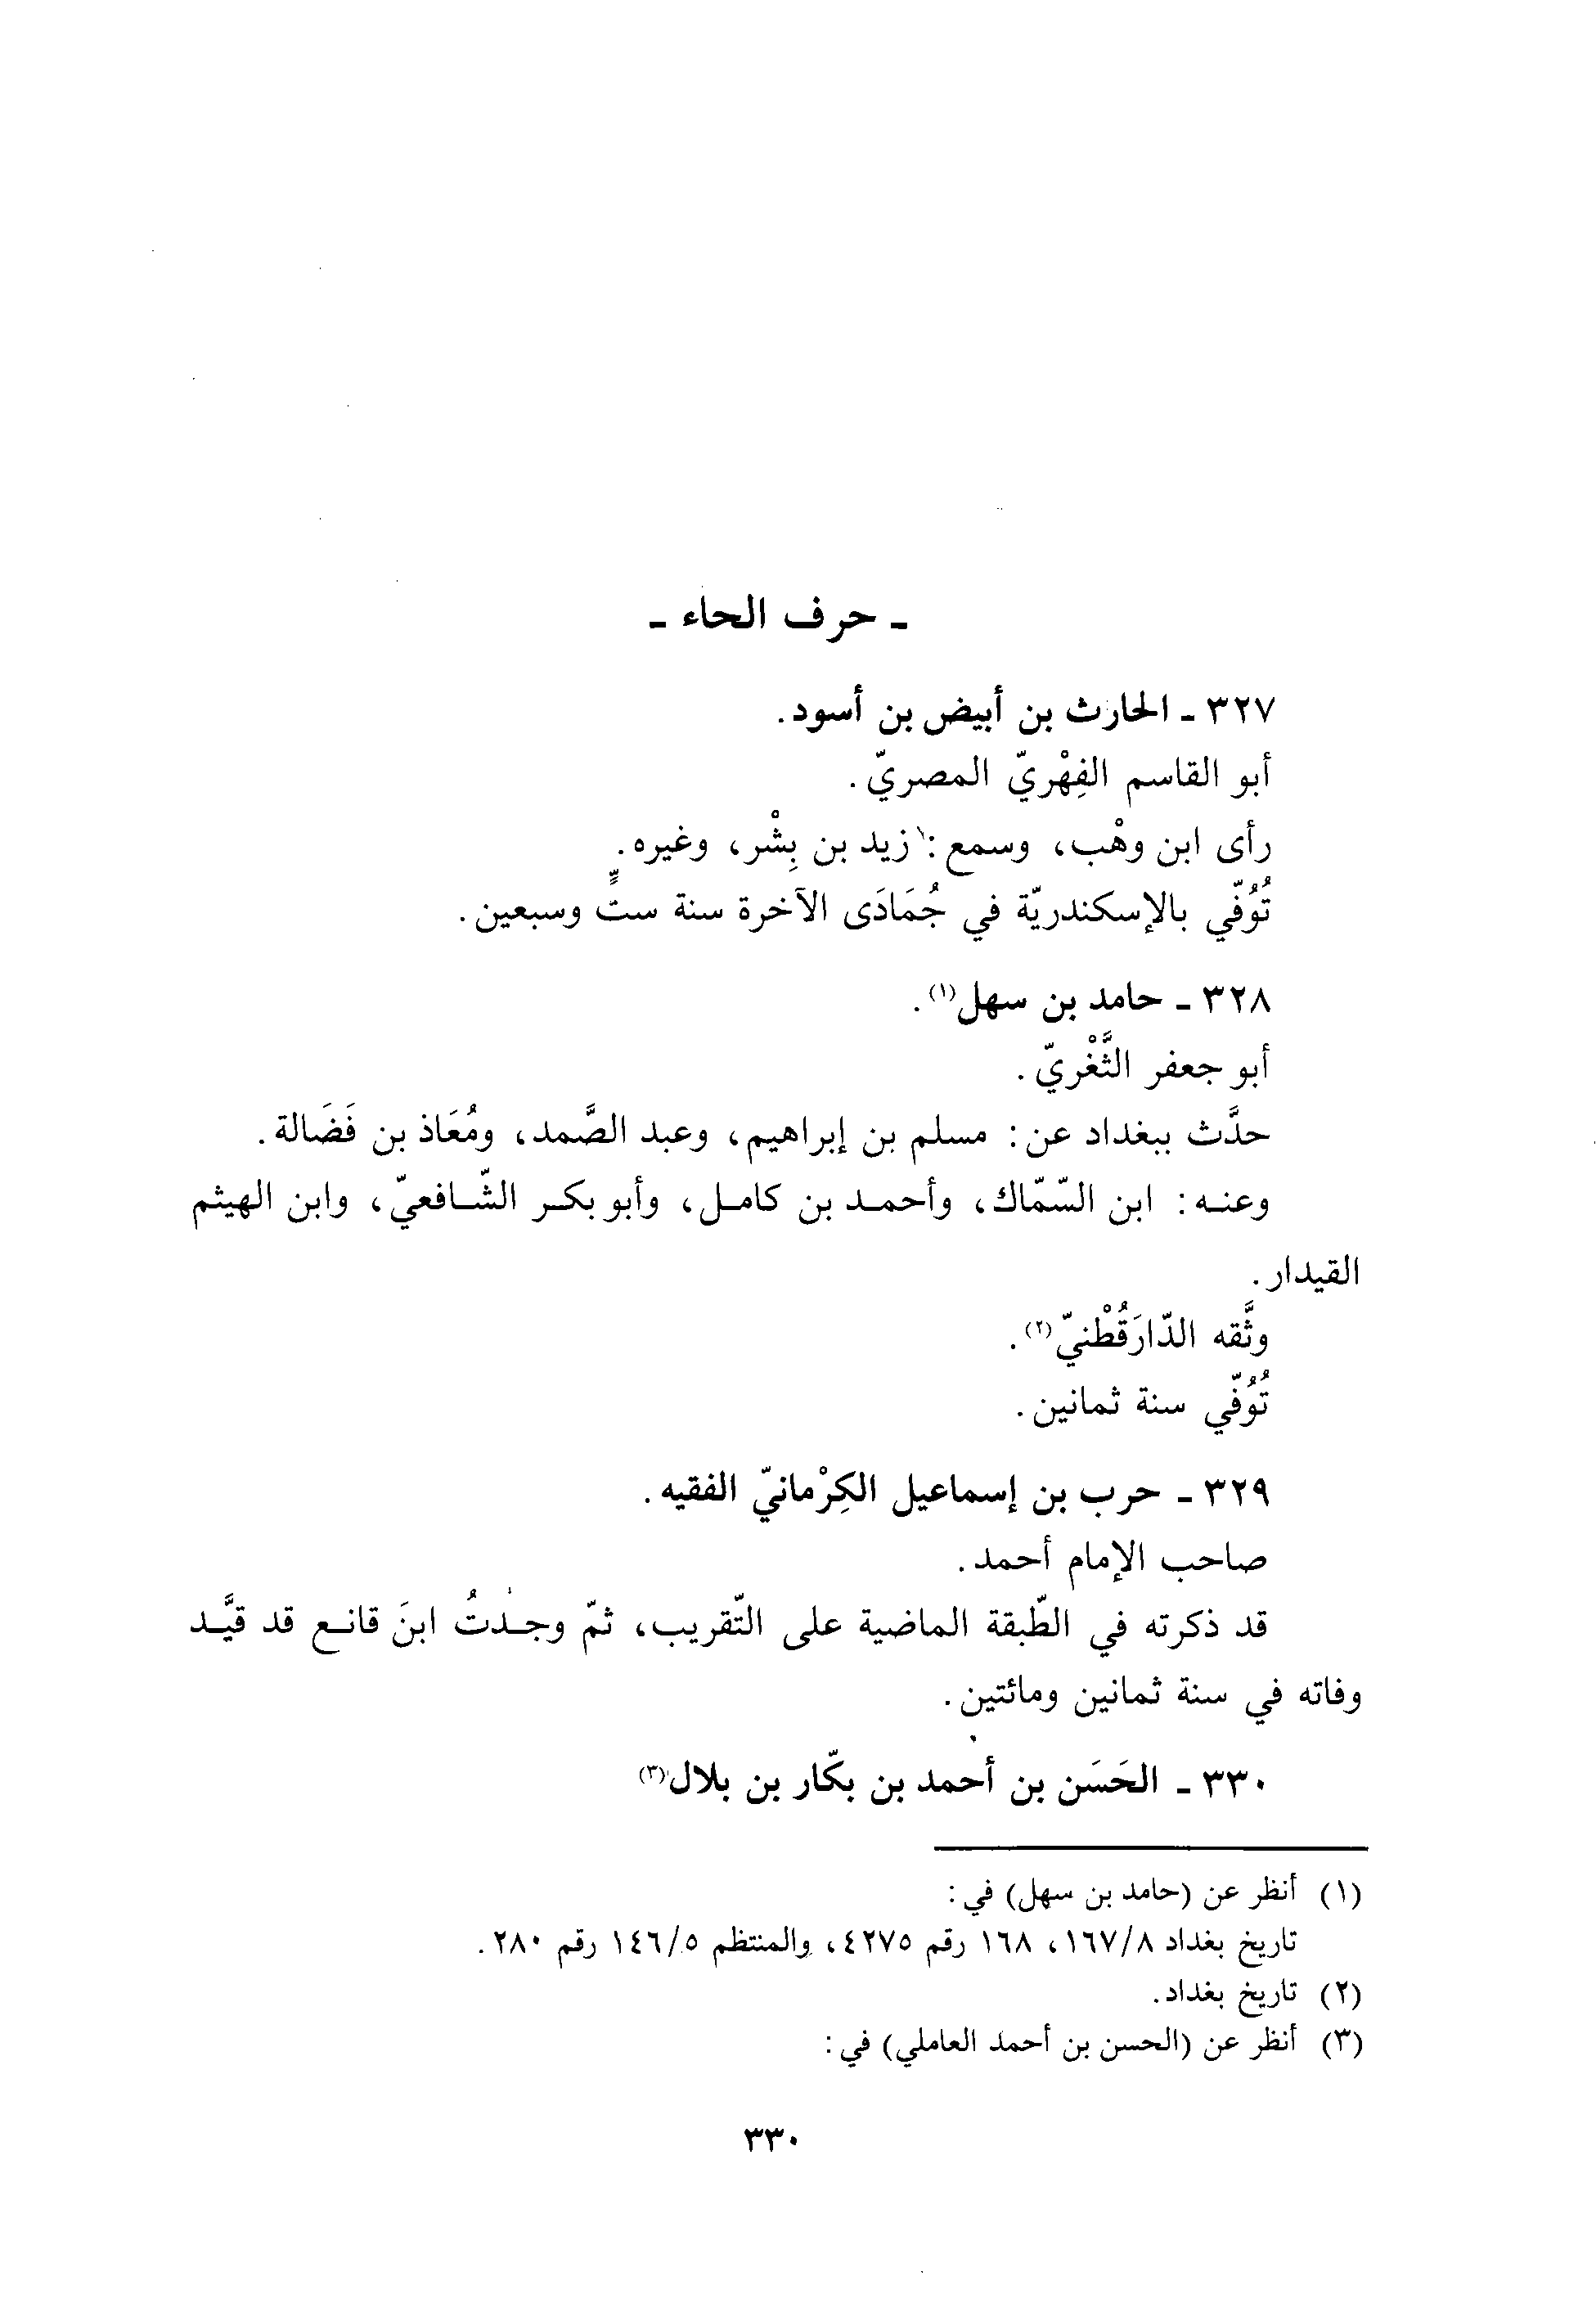 ـ حرف الحاء ـ
٣٢٧ ـ الحارث بن أبيض بن أسود.
أبو القاسم الفِهْريّ المصريّ.
رأى ابن وهْب، وسمع: زيد بن بِشْر، وغيره.
تُوُفّي بالإسكندريّة في جُمَادَى الآخرة سنة ستٍّ وسبعين.
٣٢٨ ـ حامد بن سهل(١).
أبو جعفر الثَّغْريّ.
حدَّث ببغداد عن: مسلم بن إبراهيم، وعبد الصَّمد، ومُعَاذ بن فَضَالة.
وعنه: ابن السّمّاك، وأحمد بن كامل، وأبو بكر الشّافعيّ، وابن الهيثم
القيدار.
وثَّقه الدّارَقُطْنيّ(٢).
تُوُفّي سنة ثمانين.
٣٢٩ ـ حرب بن إسماعيل الكِرْمانيّ الفقيه.
صاحب الإمام أحمد.
قد ذكرته في الطّبقة الماضية على التّقريب، ثمّ وجدتُ ابنَ قانع قد قيَّد
وفاته في سنة ثمانين ومائتين.
٣٣٠ ـ الحَسَن بن أحمد بن بكّار بن بلال(٣)
(١) أنظر عن (حامد بن سهل) في:
تاريخ بغداد ٨/١٦٧، ١٦٨ رقم ٤٢٧٥، والمنتظم ٥/١٤٦ رقم ٢٨٠.
(٢) تاريخ بغداد.
(٣) أنظر عن (الحسن بن أحمد العاملي) في:
٣٣٠